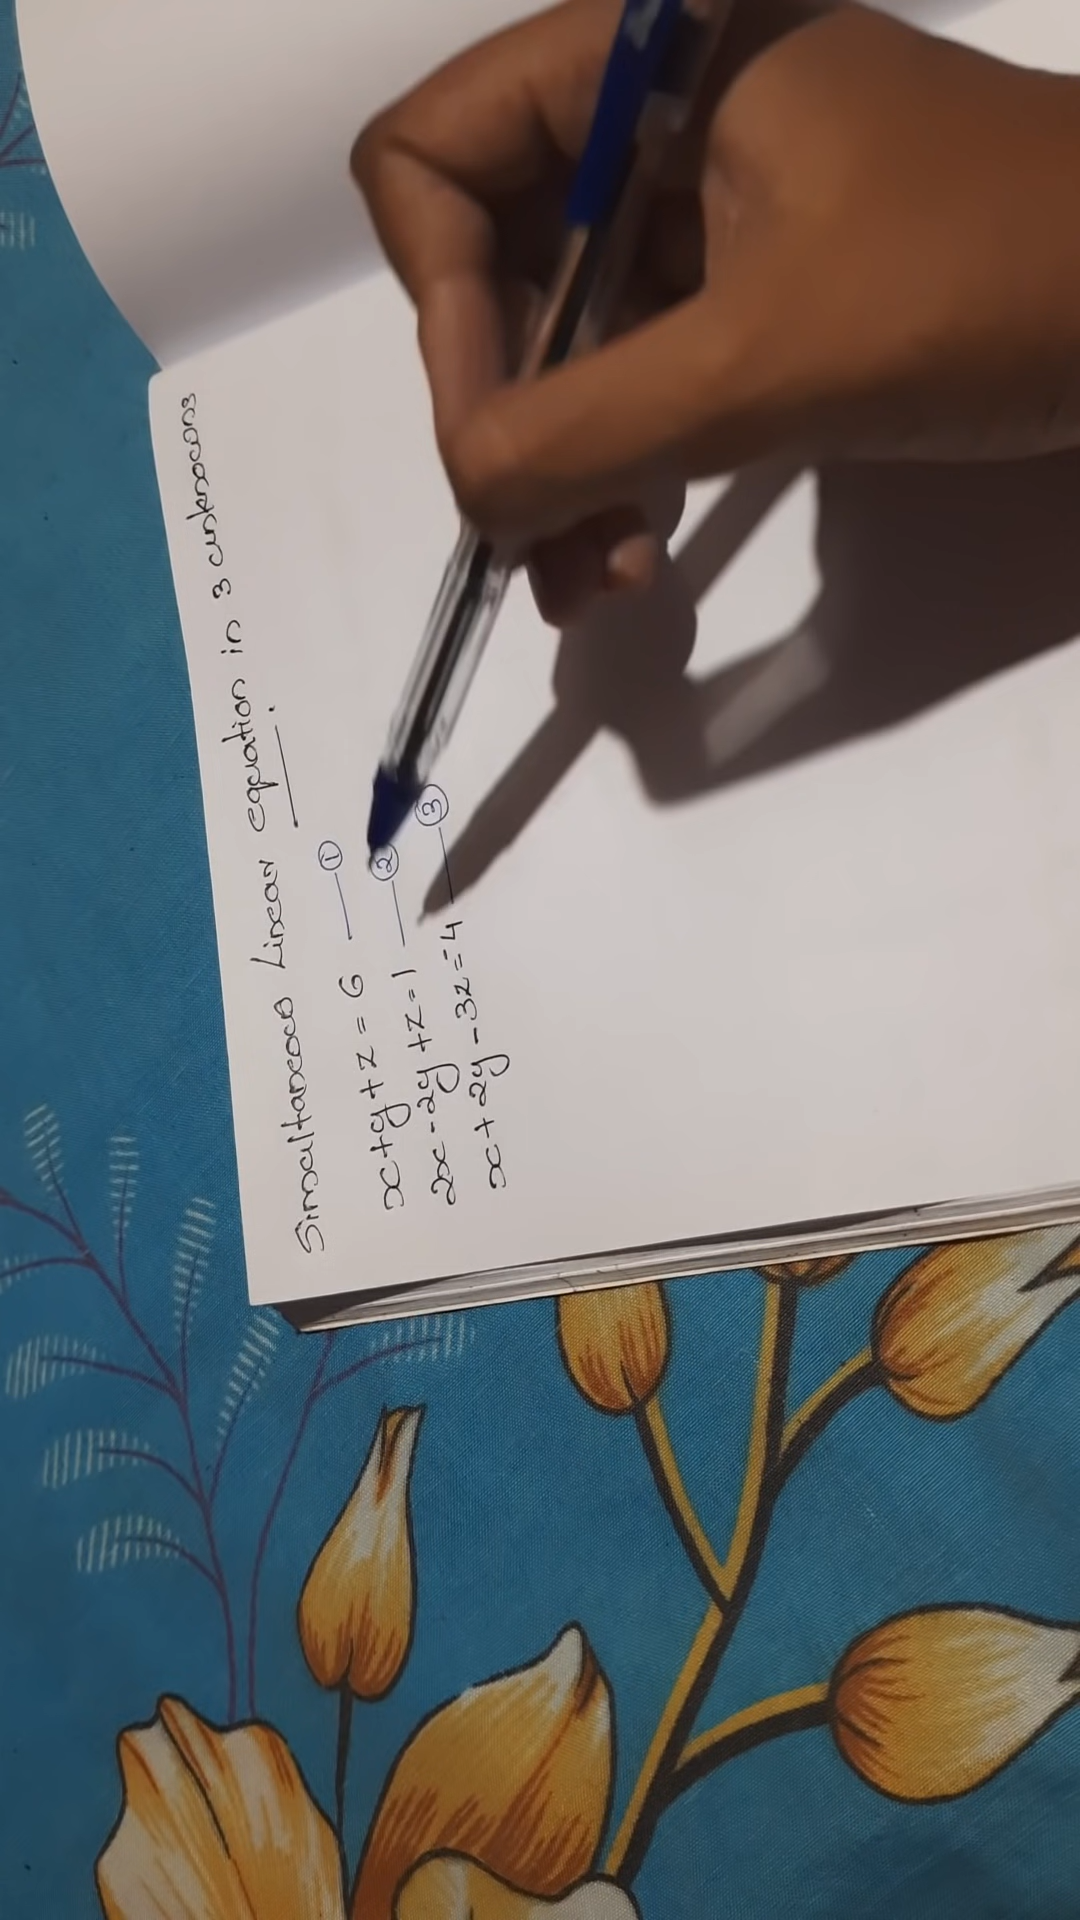 Simultaneous Linear equation in 3 unknowns
x+y+z = 6 — ①
2x-2y+z=1 — ②
x+2y-3z=-4 — ③